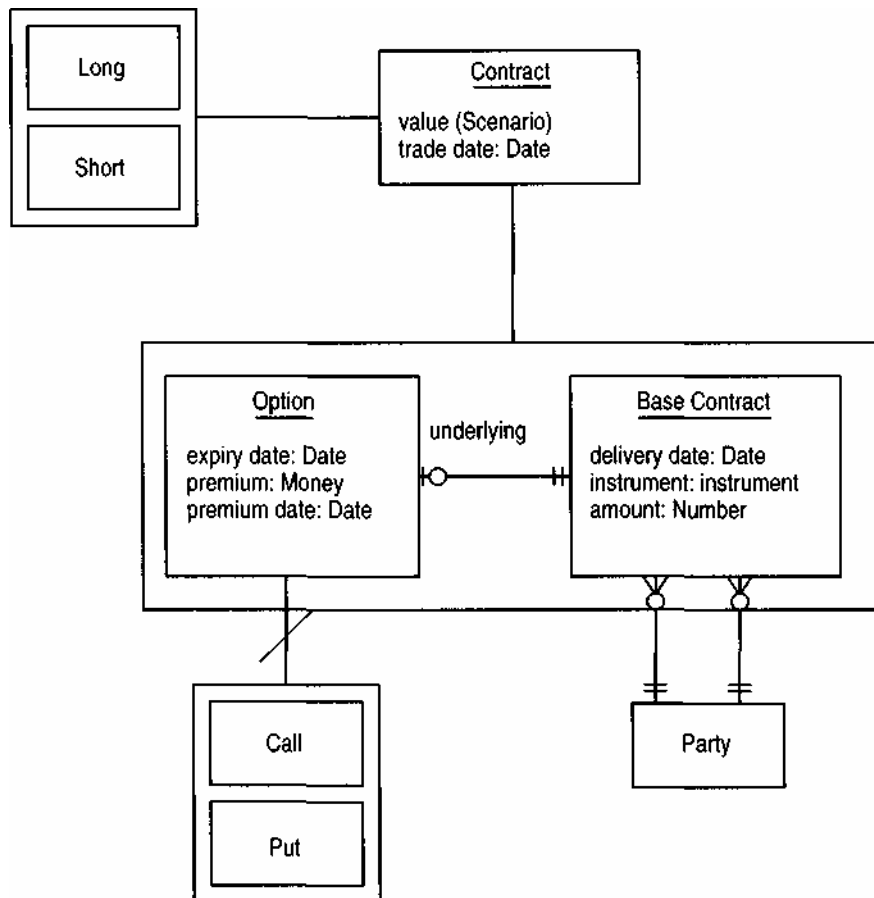 Long
Short
Contract
value (Scenario)
trade date: Date
Option
expiry date: Date
premium: Money
premium date: Date
underlying
Base Contract
delivery date: Date
instrument: instrument
amount: Number
Call
Put
Party